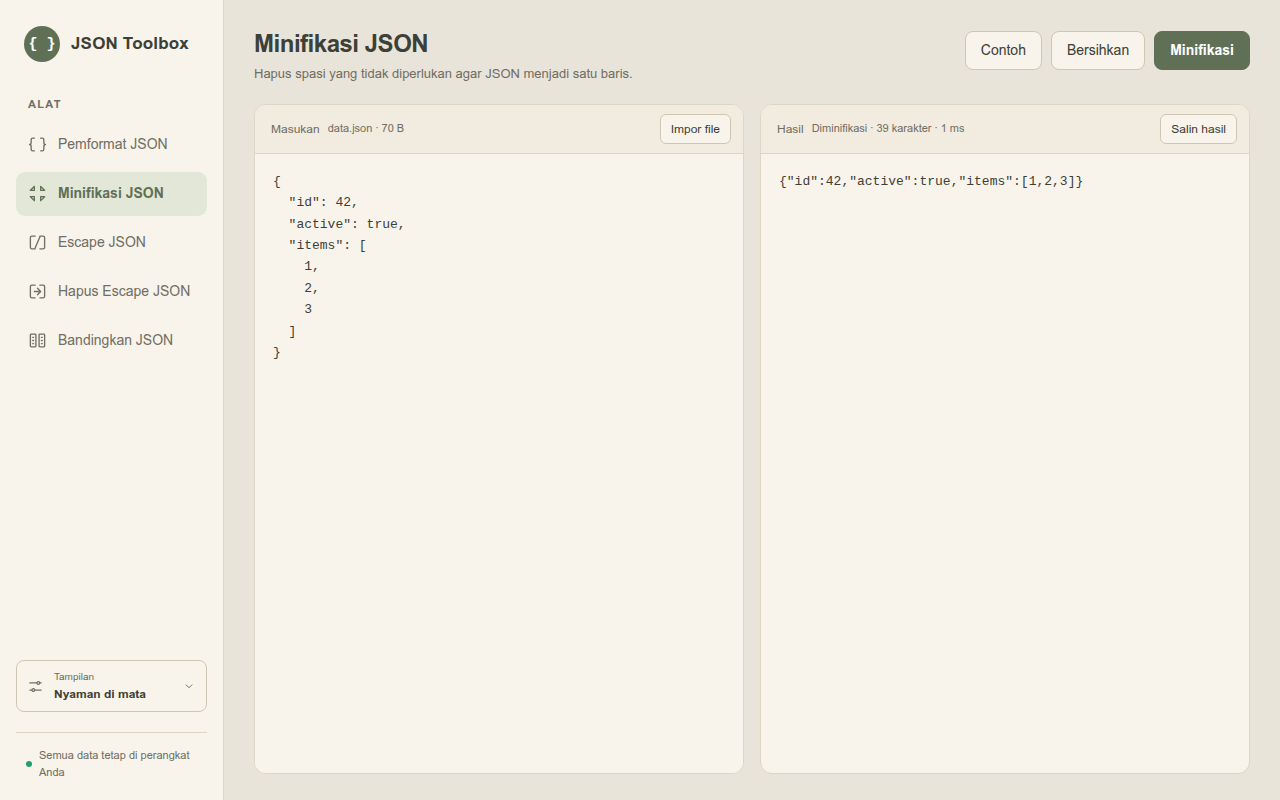 { } JSON Toolbox
ALAT
Pemformat JSON
Minifikasi JSON
Escape JSON
Hapus Escape JSON
Bandingkan JSON
Tampilan
Nyaman di mata
Semua data tetap di perangkat
Anda
Minifikasi JSON
Hapus spasi yang tidak diperlukan agar JSON menjadi satu baris.
Contoh
Bersihkan
Minifikasi
Masukan data.json · 70 B
Impor file
{
  "id": 42,
  "active": true,
  "items": [
    1,
    2,
    3
  ]
}
Hasil Diminifikasi · 39 karakter · 1 ms
Salin hasil
{"id":42,"active":true,"items":[1,2,3]}